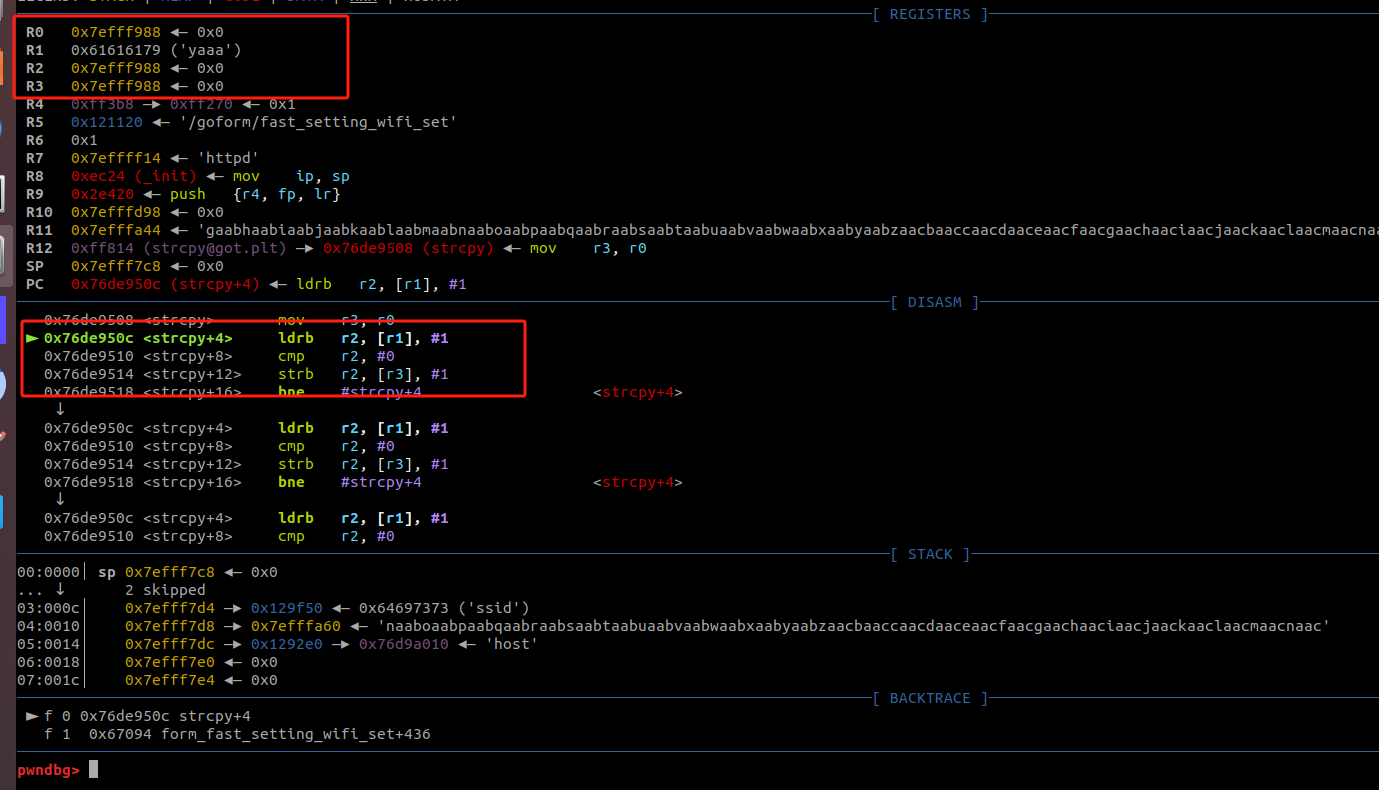 [ REGISTERS ]
R0 0x7efff988 ◂— 0x0
R1 0x61616179 ('yaaa')
R2 0x7efff988 ◂— 0x0
R3 0x7efff988 ◂— 0x0
R4 0xff3b8 —▸ 0xff270 ◂— 0x1
R5 0x121120 ◂— '/goform/fast_setting_wifi_set'
R6 0x1
R7 0x7effff14 ◂— 'httpd'
R8 0xec24 (_init) ◂— mov ip, sp
R9 0x2e420 ◂— push {r4, fp, lr}
R10 0x7efffd98 ◂— 0x0
R11 0x7efffa44 ◂— 'gaabhaabiaabjaabkaablaabmaabnaaboaabpaabqaabraabsaabtaabuaabvaabwaabxaabyaabzaacbaaccaacdaaceaacfaacgaachaaciaacjaackaaclaacmaacnaa
R12 0xff814 (strcpy@got.plt) —▸ 0x76de9508 (strcpy) ◂— mov r3, r0
SP 0x7efff7c8 ◂— 0x0
PC 0x76de950c (strcpy+4) ◂— ldrb r2, [r1], #1
[ DISASM ]
0x76de9508 <strcpy> mov r3, r0
► 0x76de950c <strcpy+4> ldrb r2, [r1], #1
0x76de9510 <strcpy+8> cmp r2, #0
0x76de9514 <strcpy+12> strb r2, [r3], #1
0x76de9518 <strcpy+16> bne #strcpy+4 <strcpy+4>
↓
0x76de950c <strcpy+4> ldrb r2, [r1], #1
0x76de9510 <strcpy+8> cmp r2, #0
0x76de9514 <strcpy+12> strb r2, [r3], #1
0x76de9518 <strcpy+16> bne #strcpy+4 <strcpy+4>
↓
0x76de950c <strcpy+4> ldrb r2, [r1], #1
0x76de9510 <strcpy+8> cmp r2, #0
[ STACK ]
00:0000│ sp 0x7efff7c8 ◂— 0x0
... ↓ 2 skipped
03:000c│ 0x7efff7d4 —▸ 0x129f50 ◂— 0x64697373 ('ssid')
04:0010│ 0x7efff7d8 —▸ 0x7efffa60 ◂— 'naaboaabpaabqaabraabsaabtaabuaabvaabwaabxaabyaabzaacbaaccaacdaaceaacfaacgaachaaciaacjaackaaclaacmaacnaac'
05:0014│ 0x7efff7dc —▸ 0x1292e0 —▸ 0x76d9a010 ◂— 'host'
06:0018│ 0x7efff7e0 ◂— 0x0
07:001c│ 0x7efff7e4 ◂— 0x0
[ BACKTRACE ]
► f 0 0x76de950c strcpy+4
f 1 0x67094 form_fast_setting_wifi_set+436
pwndbg>